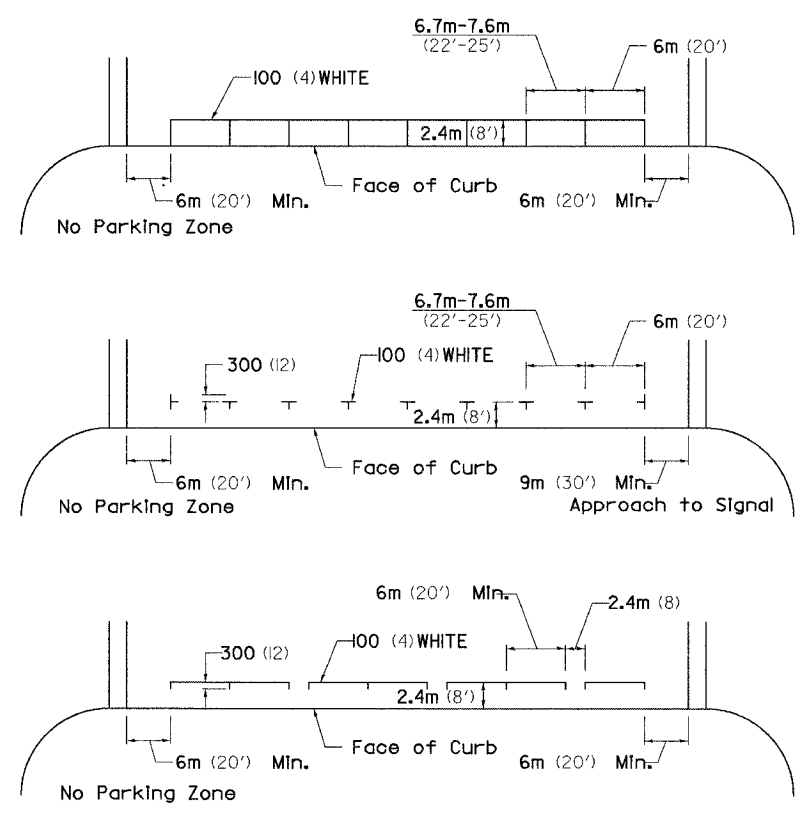 6.7m-7.6m
(22'-25')
6m (20')
100 (4) WHITE
2.4m (8')
Face of Curb
6m (20') Min.
6m (20') Min.
No Parking Zone
6.7m-7.6m
(22'-25')
6m (20')
300 (12)
100 (4) WHITE
2.4m (8')
Face of Curb
6m (20') Min.
9m (30') Min.
No Parking Zone
Approach to Signal
6m (20') Min.
2.4m (8)
300 (12)
100 (4) WHITE
2.4m (8')
Face of Curb
6m (20') Min.
6m (20') Min.
No Parking Zone